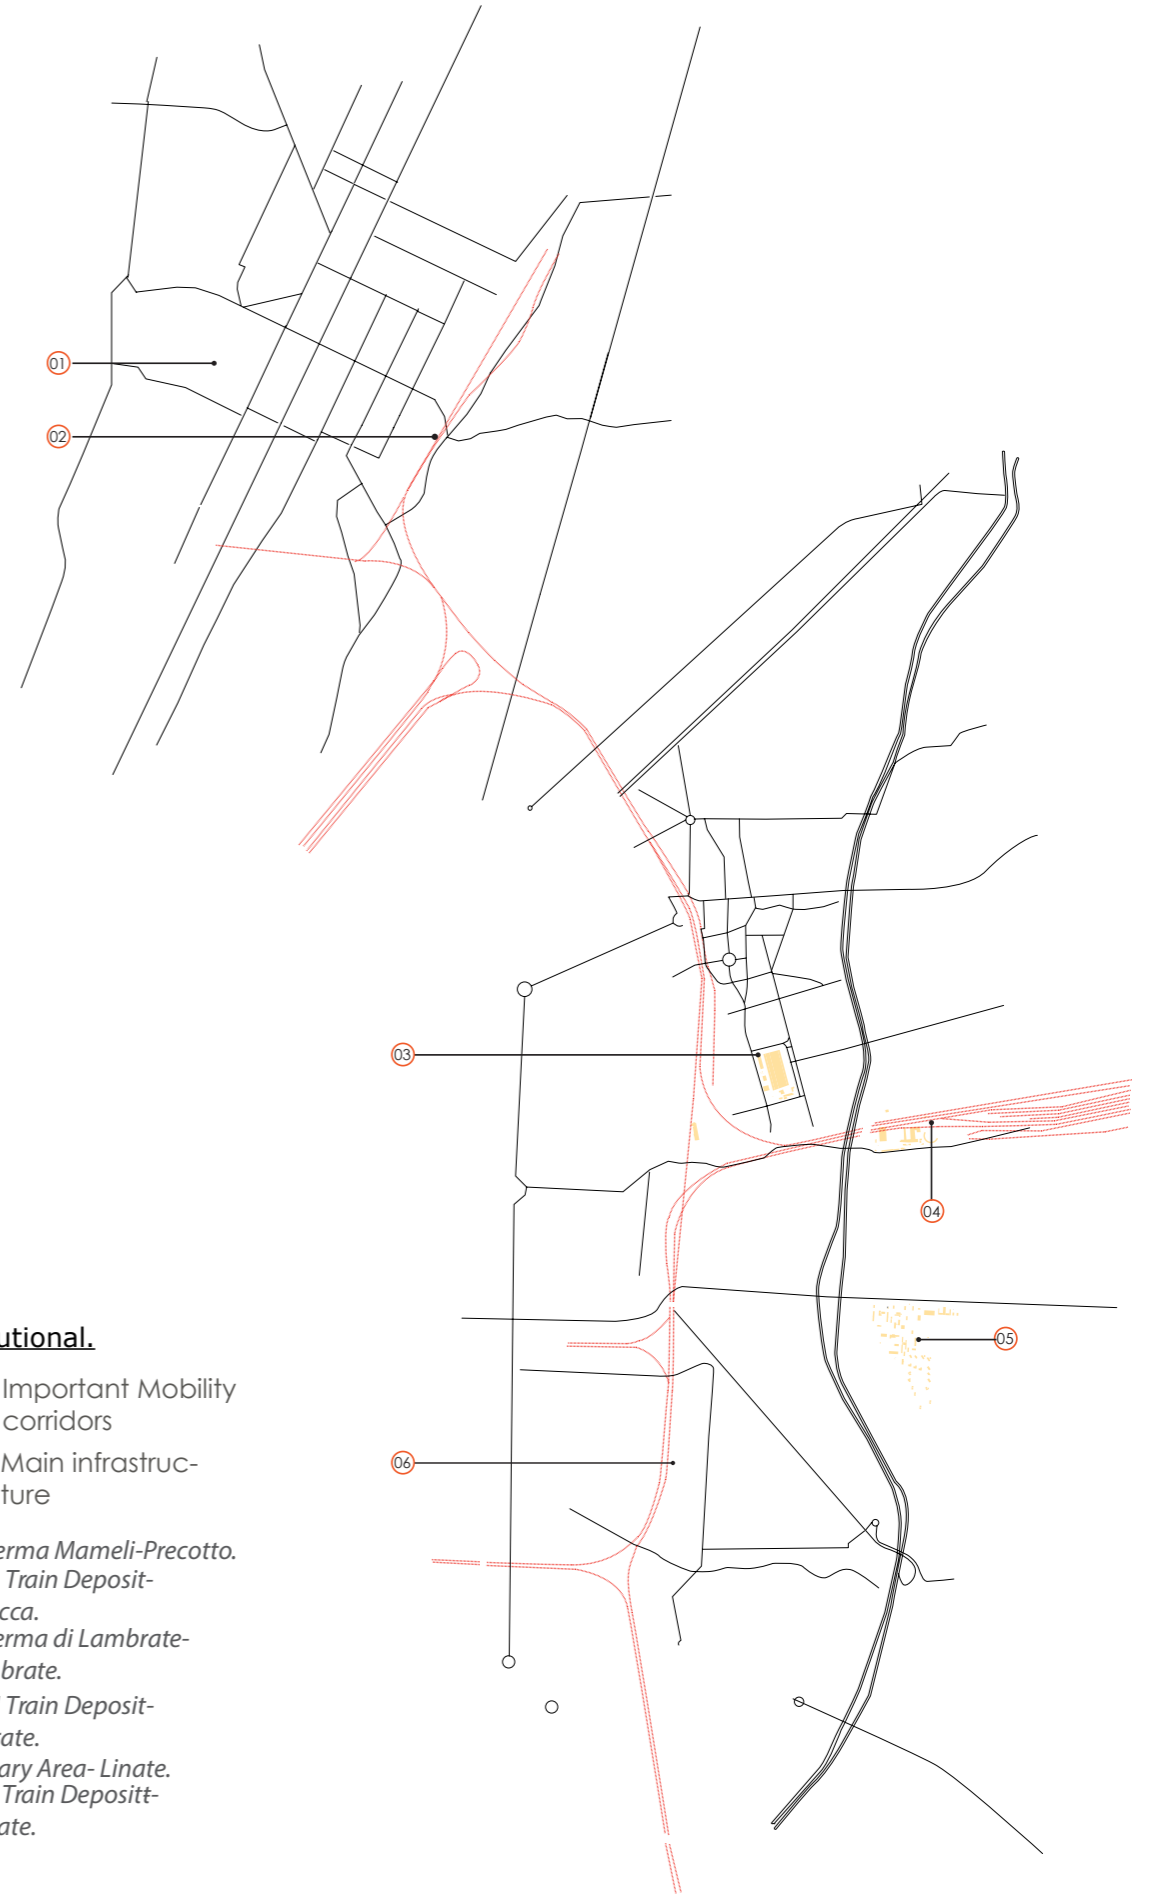 01
02
03
04
05
06
utional.
Important Mobility
corridors
Main infrastruc-
ture
erma Mameli-Precotto.
Train Deposit-
cca.
erma di Lambrate-
brate.
Train Deposit-
ate.
ary Area- Linate.
Train Depositt-
ate.